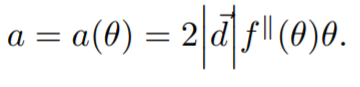 a = a(θ) = 2|d⃗|f^∥(θ)θ.